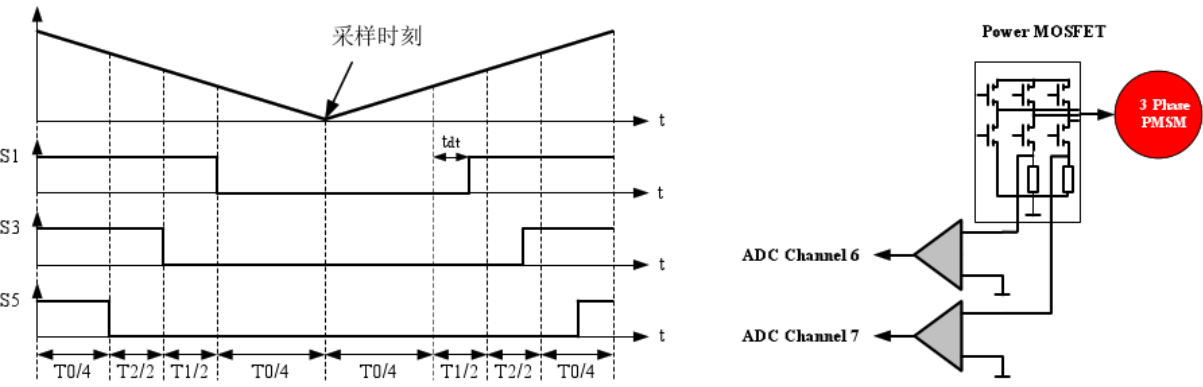 采样时刻
t
S1
tdt
t
S3
t
S5
t
T0/4 T2/2 T1/2 T0/4 T0/4 T1/2 T2/2 T0/4
Power MOSFET
3 Phase
PMSM
ADC Channel 6
ADC Channel 7